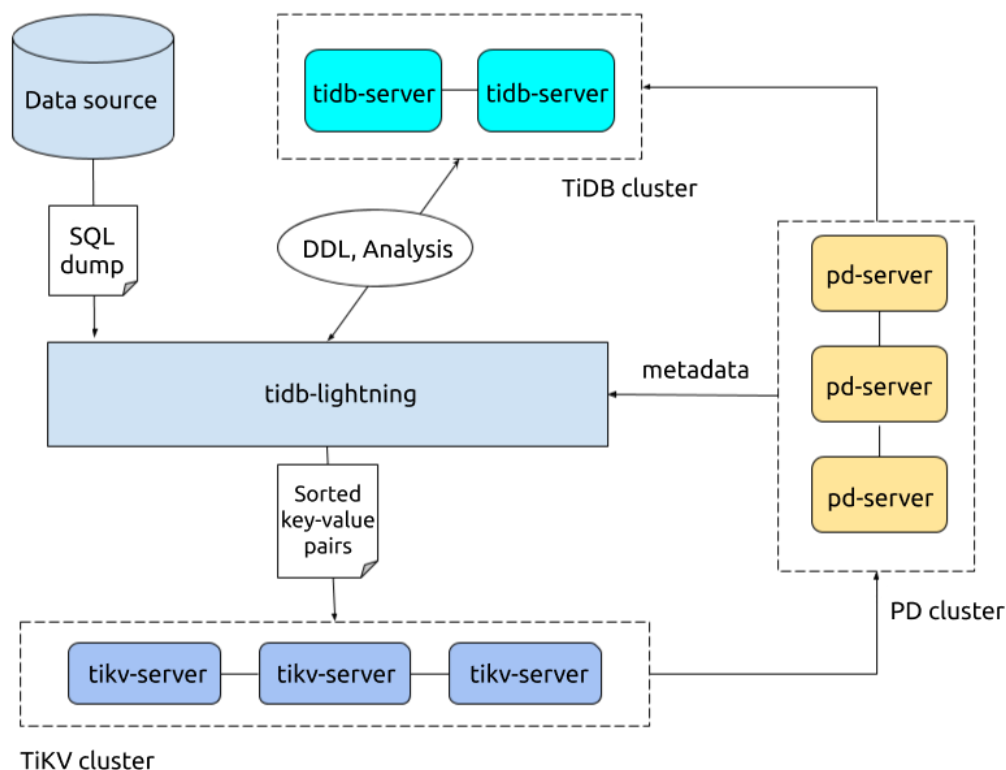 Data source
tidb-server
tidb-server
TiDB cluster
SQL
dump
DDL, Analysis
pd-server
pd-server
pd-server
PD cluster
metadata
tidb-lightning
Sorted
key-value
pairs
tikv-server
tikv-server
tikv-server
TiKV cluster